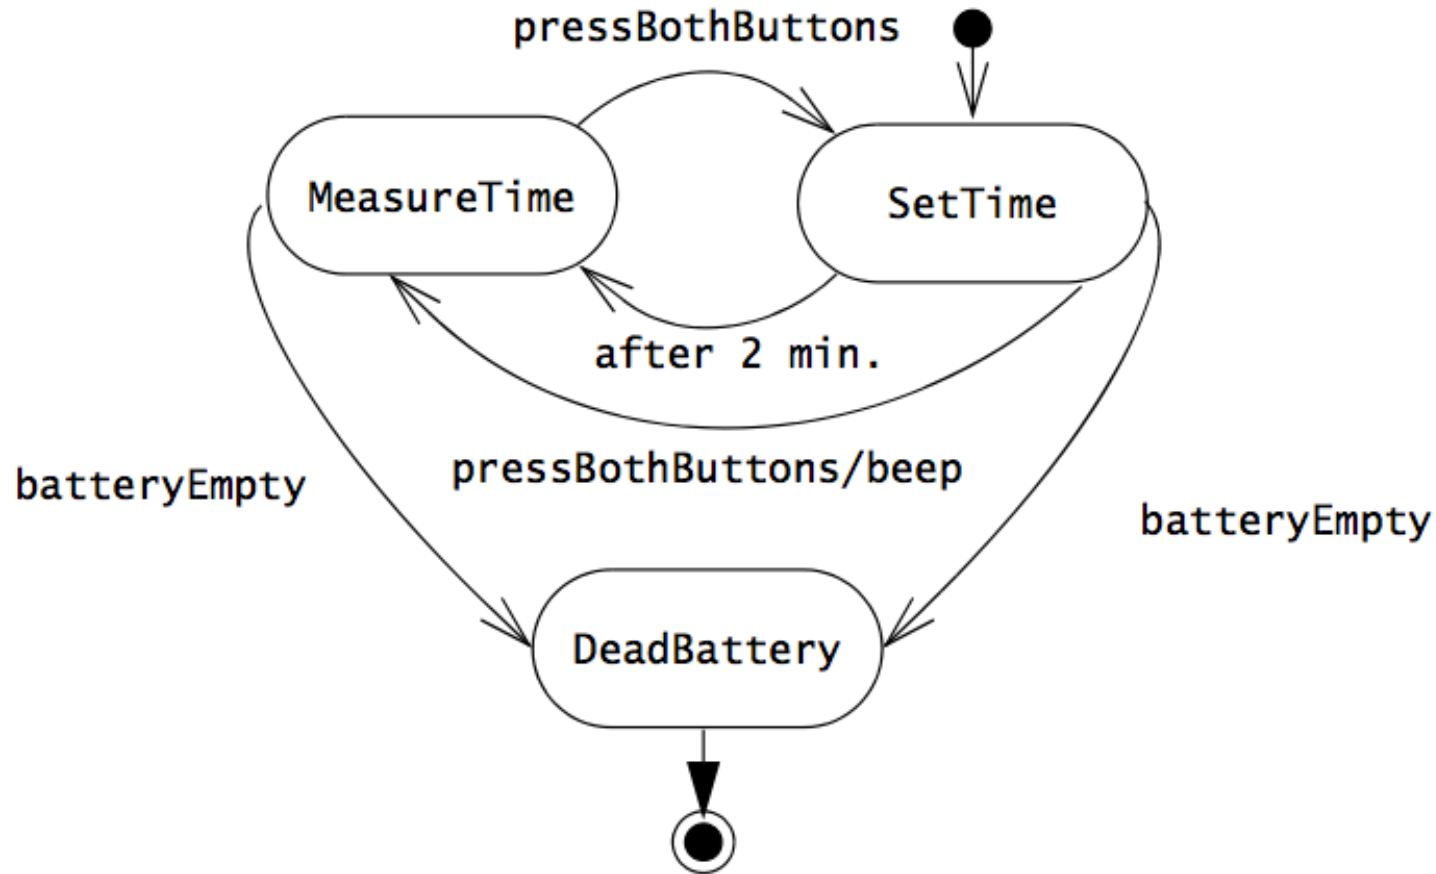 pressBothButtons
MeasureTime
SetTime
after 2 min.
pressBothButtons/beep
batteryEmpty
batteryEmpty
DeadBattery